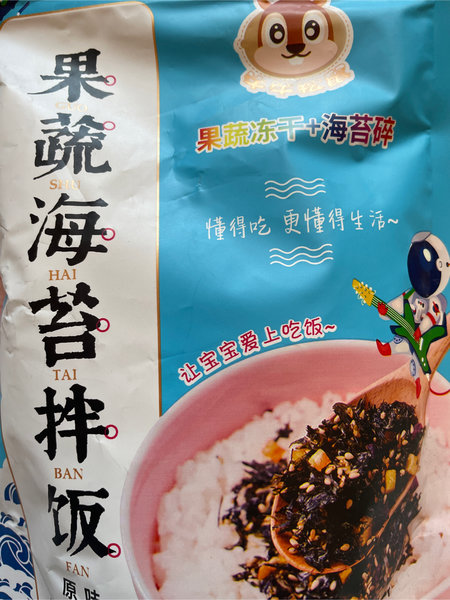 果蔬冻干+海苔碎
懂得吃 更懂得生活~
让宝宝爱上吃饭~
果
GUO
蔬
SHU
海
HAI
苔
TAI
拌
BAN
饭
FAN
原味